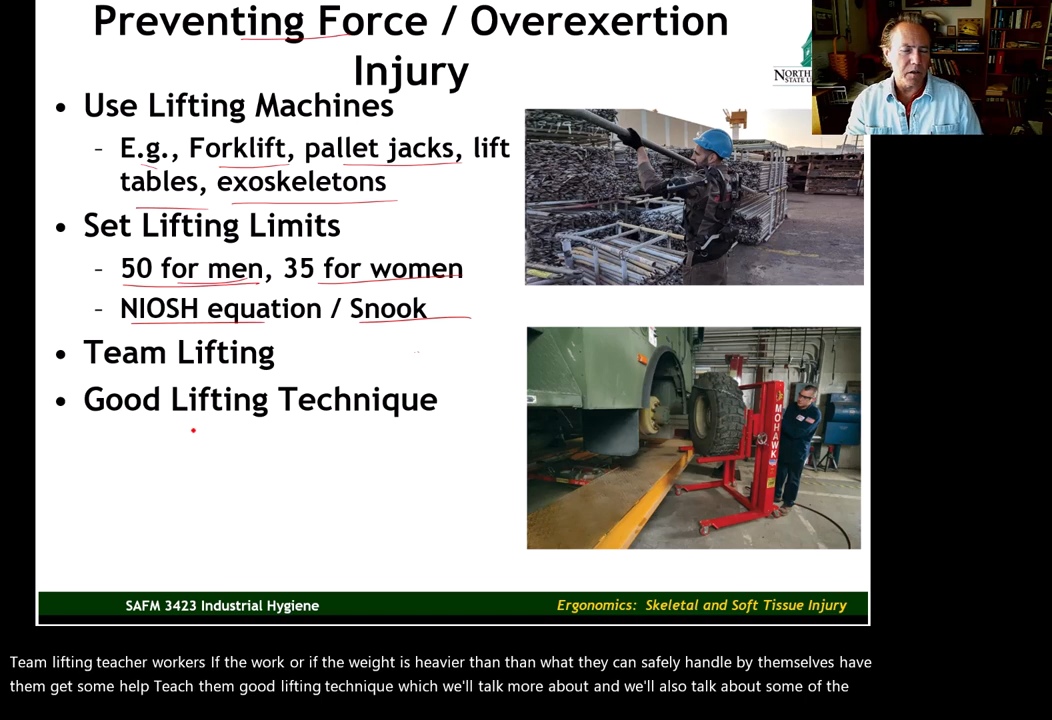 Preventing Force / Overexertion
Injury
NORTH
STATE U
• Use Lifting Machines
– E.g., Forklift, pallet jacks, lift
tables, exoskeletons
• Set Lifting Limits
– 50 for men, 35 for women
– NIOSH equation / Snook
• Team Lifting
• Good Lifting Technique
MOHAWK
SAFM 3423 Industrial Hygiene
Ergonomics: Skeletal and Soft Tissue Injury
Team lifting teacher workers If the work or if the weight is heavier than than what they can safely handle by themselves have
them get some help Teach them good lifting technique which we'll talk more about and we'll also talk about some of the